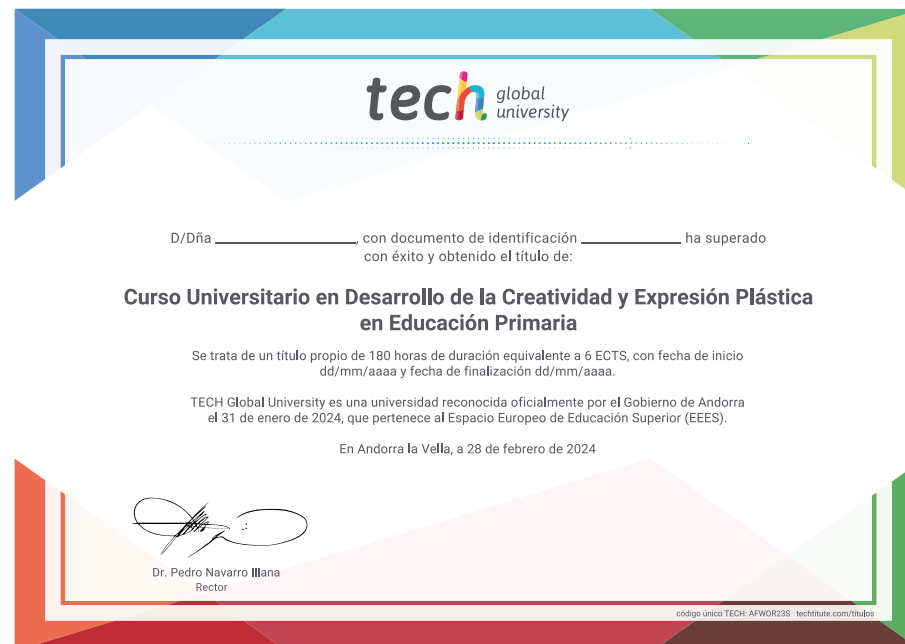 tech global university
D/Dña ____________, con documento de identificación ____________ ha superado
con éxito y obtenido el título de:
Curso Universitario en Desarrollo de la Creatividad y Expresión Plástica
en Educación Primaria
Se trata de un título propio de 180 horas de duración equivalente a 6 ECTS, con fecha de inicio
dd/mm/aaaa y fecha de finalización dd/mm/aaaa.
TECH Global University es una universidad reconocida oficialmente por el Gobierno de Andorra
el 31 de enero de 2024, que pertenece al Espacio Europeo de Educación Superior (EEES).
En Andorra la Vella, a 28 de febrero de 2024
Dr. Pedro Navarro Illana
Rector
código único TECH: AFWOR23S techtitute.com/titulos